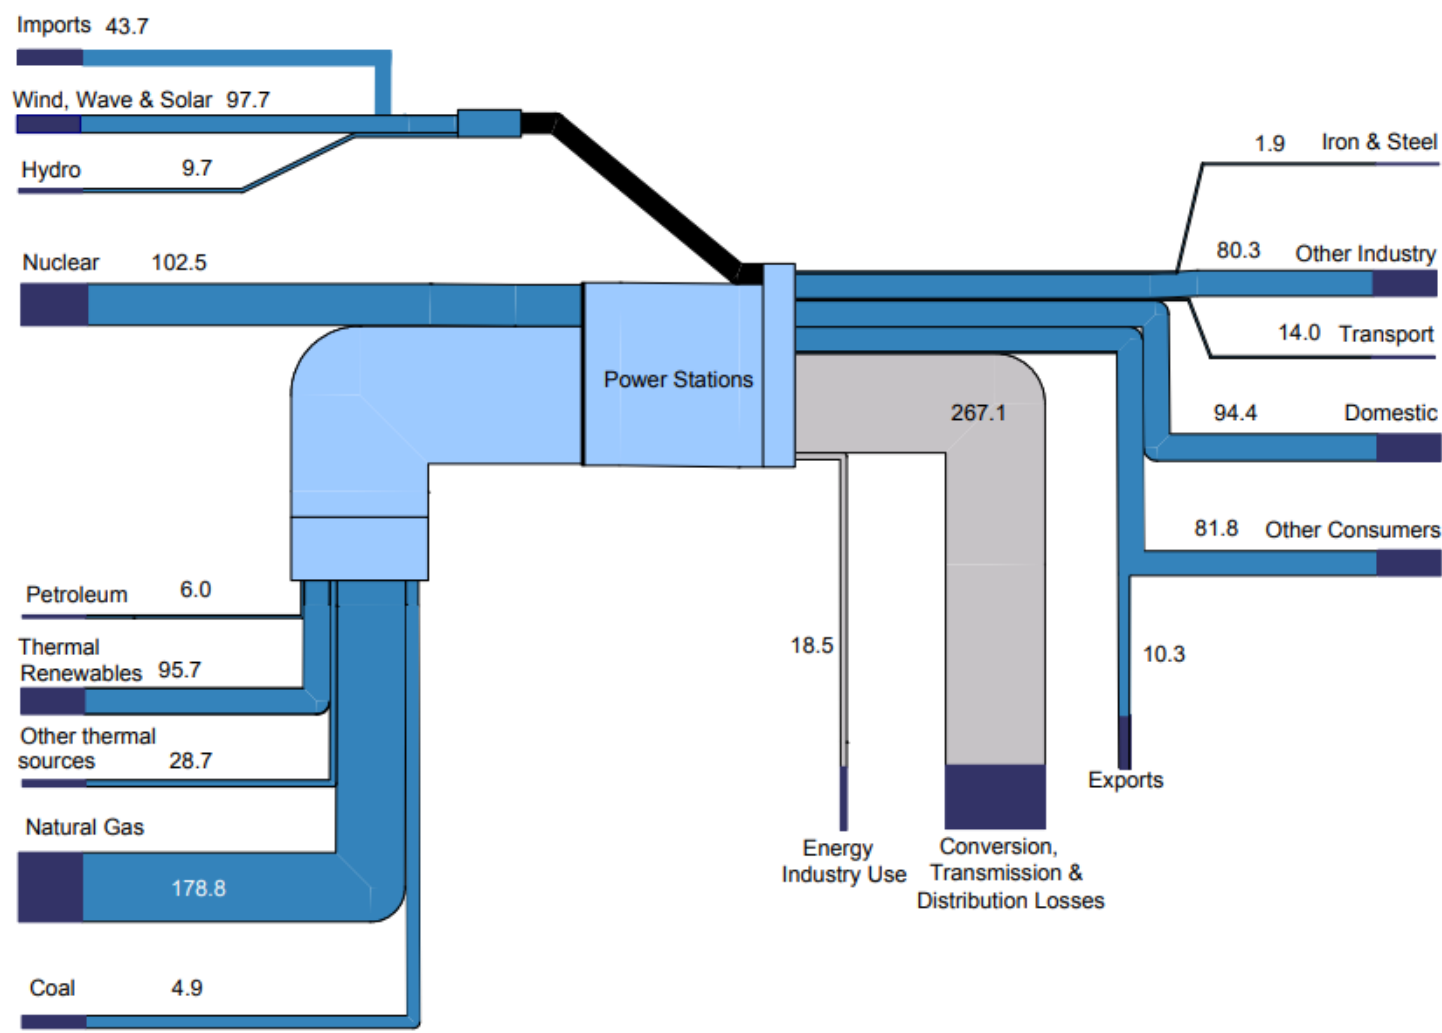 Imports 43.7
Wind, Wave & Solar 97.7
Hydro 9.7
Nuclear 102.5
Power Stations
Petroleum 6.0
Thermal
Renewables 95.7
Other thermal
sources 28.7
Natural Gas
178.8
Coal 4.9
1.9 Iron & Steel
80.3 Other Industry
14.0 Transport
94.4 Domestic
81.8 Other Consumers
267.1
18.5
10.3
Exports
Energy
Industry Use
Conversion,
Transmission &
Distribution Losses